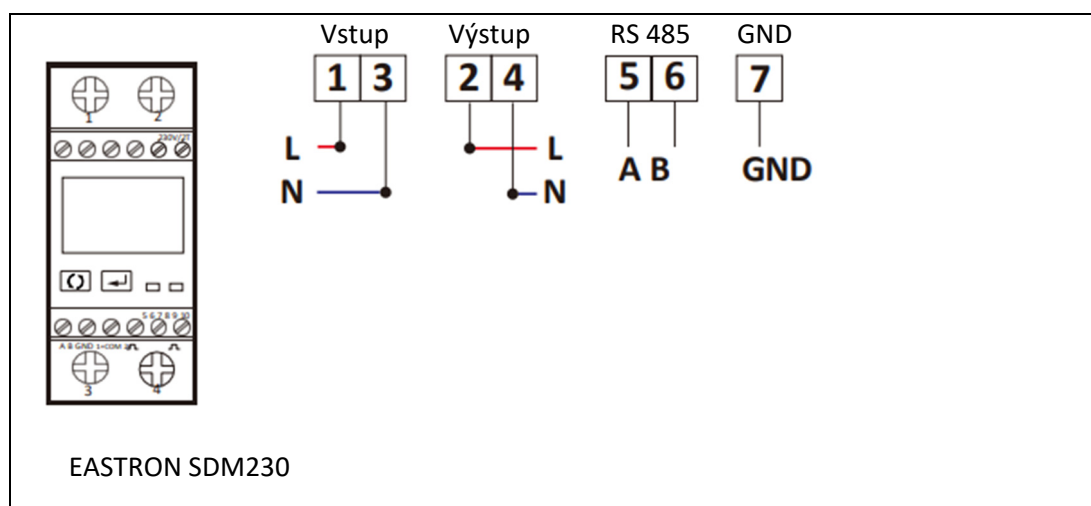 Vstup Výstup RS 485 GND
1 3 2 4 5 6 7
L L
N N
A B GND
1 2
230V/2T
5 6 7 8 9 10
A B GND 1+COM 2
3 4
EASTRON SDM230